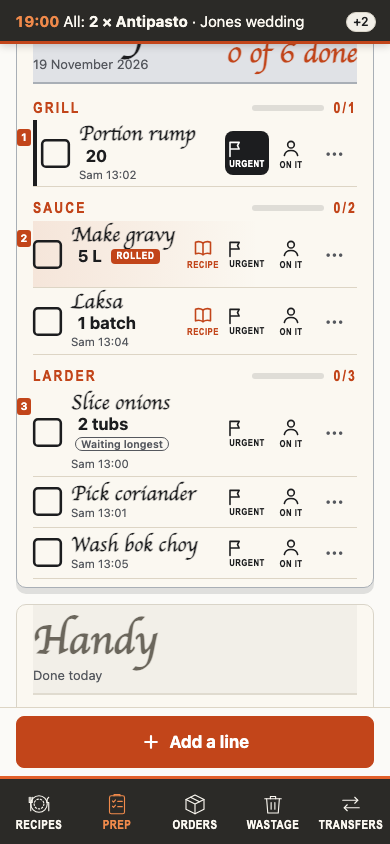 19:00 All: 2 × Antipasto · Jones wedding +2
19 November 2026 0 of 6 done
GRILL 0/1
1
Portion rump
20
Sam 13:02
URGENT ON IT ...
SAUCE 0/2
2
Make gravy
5 L ROLLED
RECIPE URGENT ON IT ...
Laksa
1 batch
Sam 13:04
RECIPE URGENT ON IT ...
LARDER 0/3
3
Slice onions
2 tubs
Waiting longest
Sam 13:00
URGENT ON IT ...
Pick coriander
Sam 13:01
URGENT ON IT ...
Wash bok choy
Sam 13:05
URGENT ON IT ...
Handy
Done today
+ Add a line
RECIPES PREP ORDERS WASTAGE TRANSFERS